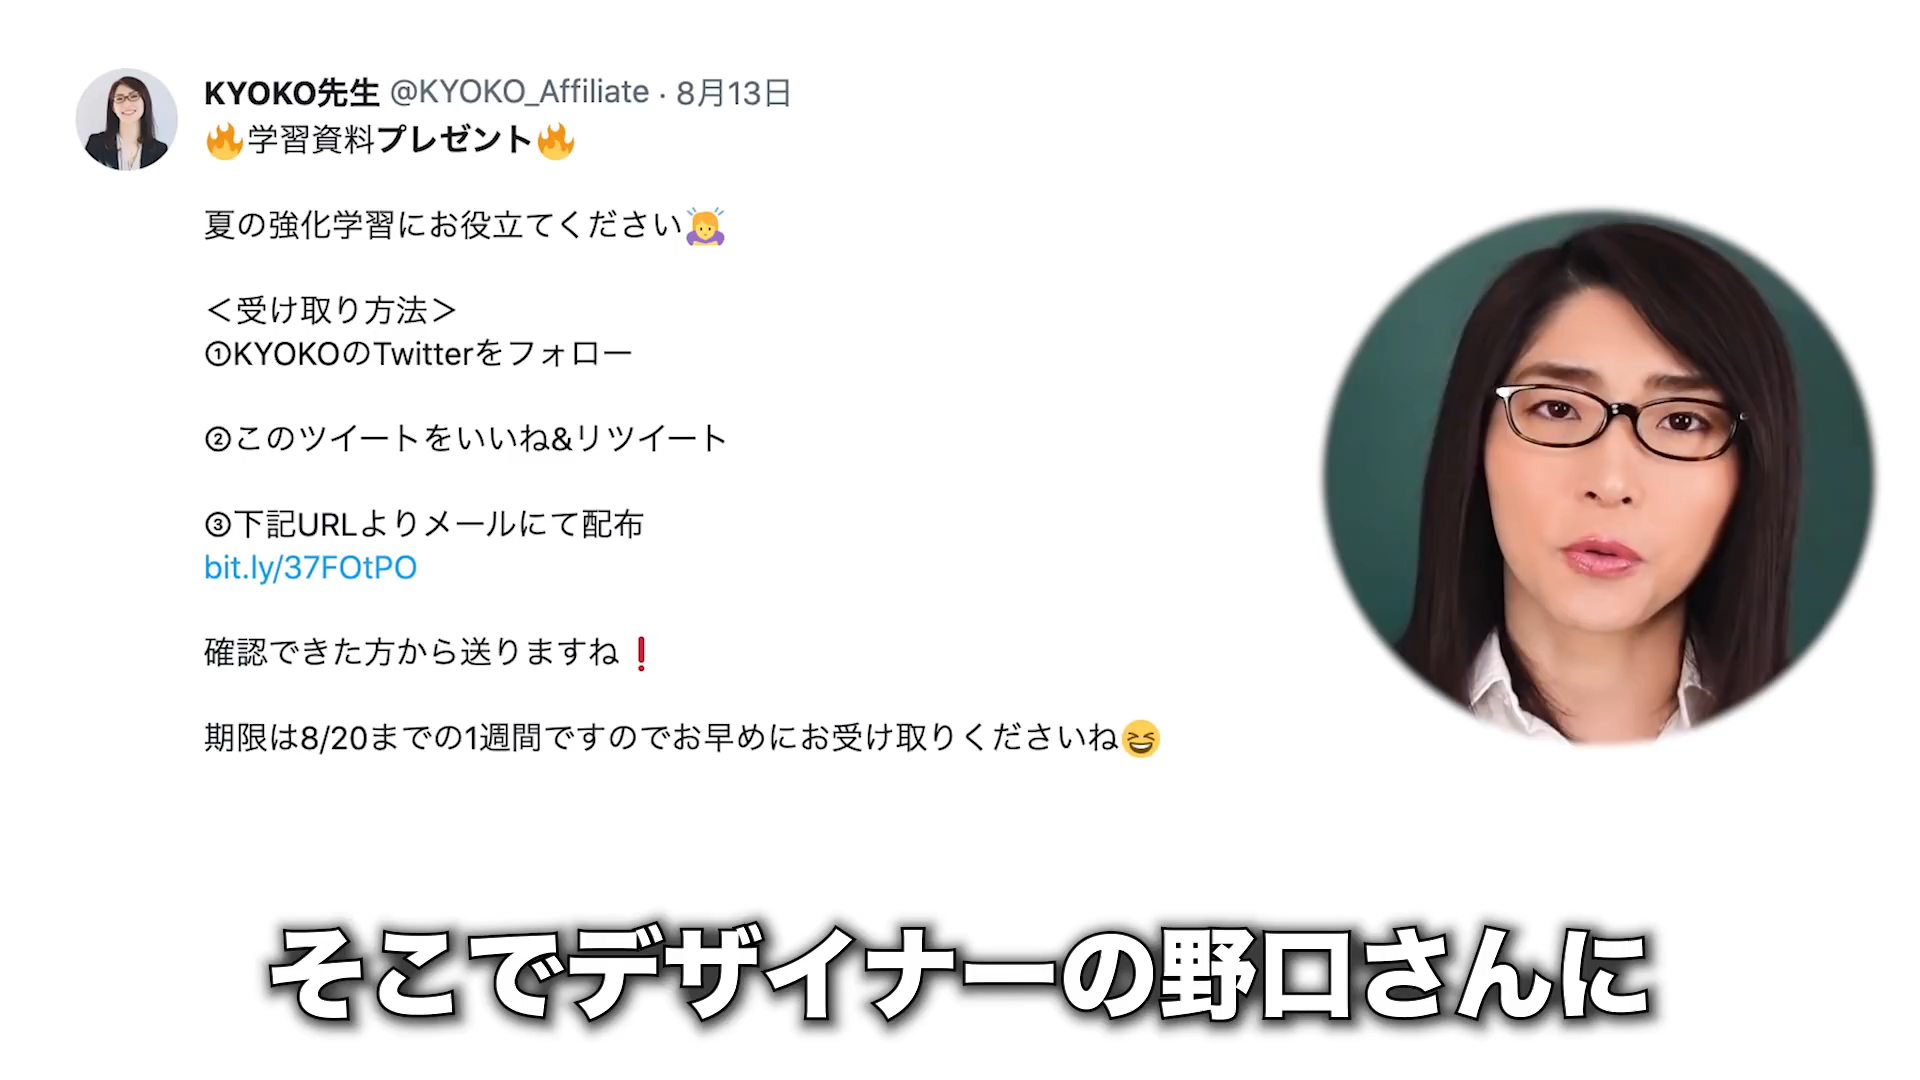 KYOKO先生 @KYOKO_Affiliate · 8月13日
🔥学習資料プレゼント🔥
夏の強化学習にお役立てください🙇‍♀️
＜受け取り方法＞
①KYOKOのTwitterをフォロー
②このツイートをいいね&リツイート
③下記URLよりメールにて配布
bit.ly/37FOtPO
確認できた方から送りますね❗
期限は8/20までの1週間ですのでお早めにお受け取りくださいね😆
そこでデザイナーの野口さんに